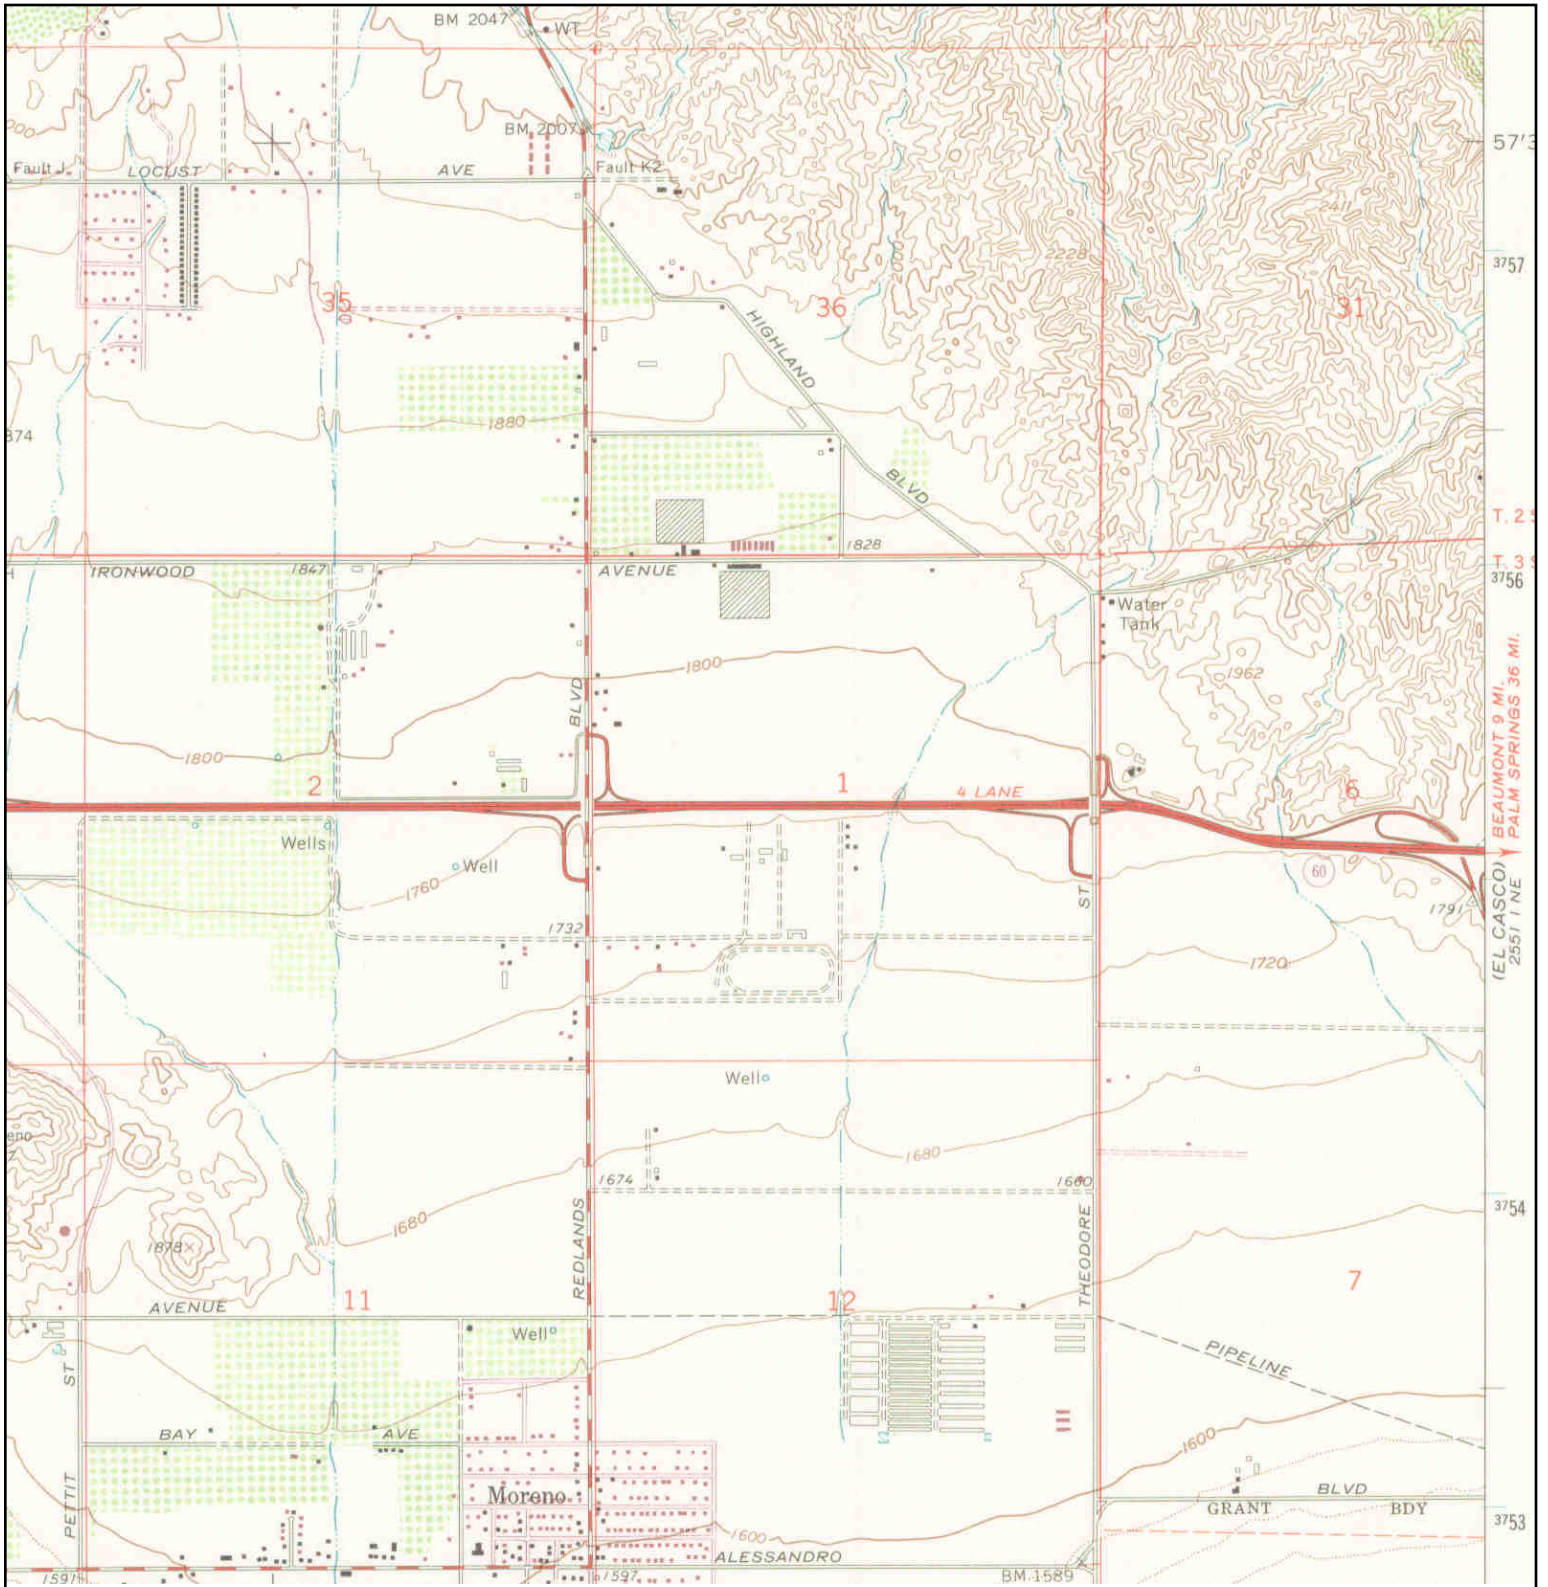 BM 2047
WT
BM 2007
57'3
Fault J
LOCUST
AVE
Fault K2
2411
2000
2228
3757
35
36
31
HIGHLAND
1880
874
BLVD
T. 2 S
1828
IRONWOOD
1847
AVENUE
T. 3 S
3756
Water
Tank
1800
1962
BLVD
1800
2
1
4 LANE
6
BEAUMONT 9 MI.
PALM SPRINGS 36 MI.
Wells
Well
60
1760
ST
1791
(EL CASCO)
2551 I NE
1732
1720
Well
eno
1680
1674
1660
3754
1680
REDLANDS
THEODORE
1878
7
AVENUE
11
12
Well
PIPELINE
ST
BAY
AVE
1600
PETTIT
Moreno
BLVD
GRANT
BDY
3753
1600
ALESSANDRO
1591
1597
BM 1589